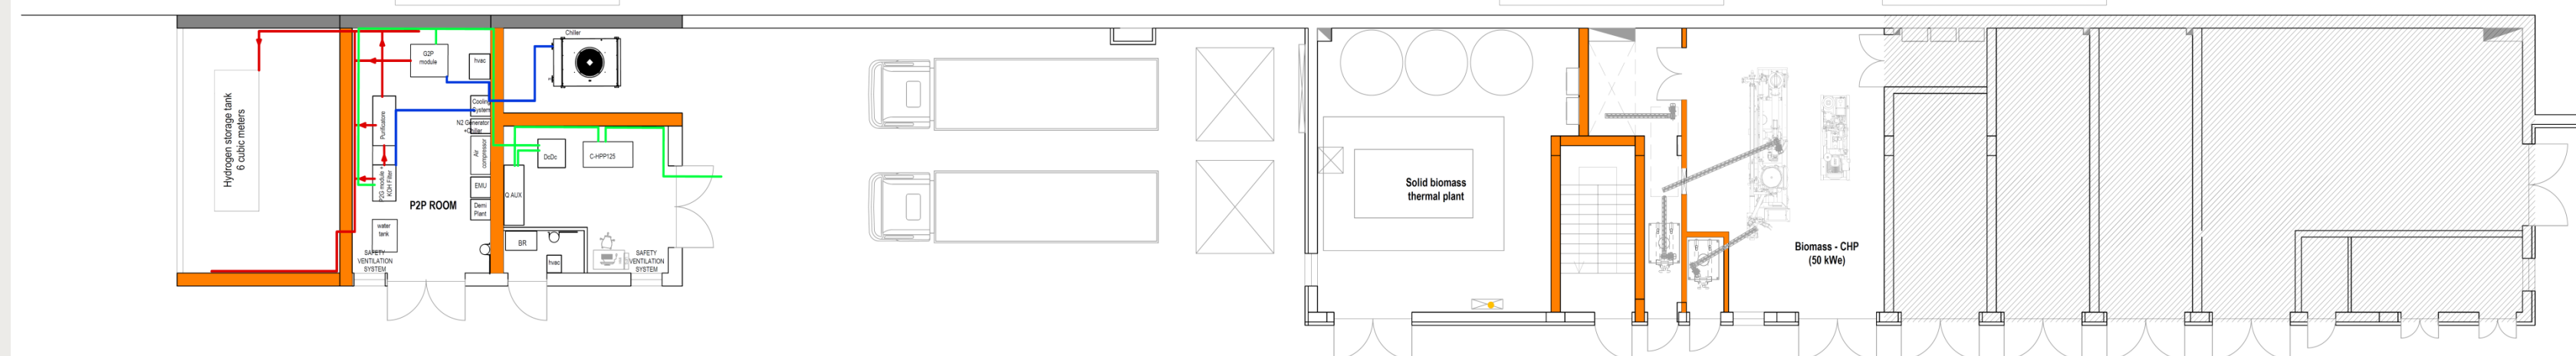 Chiller
G2P
module
hvac
Hydrogen storage tank
6 cubic meters
Purificatore
Cooling
System
N2 Generator
+Chiller
Air
compressor
DcDc
C-HPP125
P2G module +
KOH Filter
EMU
Q AUX
Demi
Plant
P2P ROOM
water
tank
BR
hvac
SAFETY
VENTILATION
SYSTEM
SAFETY
VENTILATION
SYSTEM
Solid biomass
thermal plant
Biomass - CHP
(50 kWe)